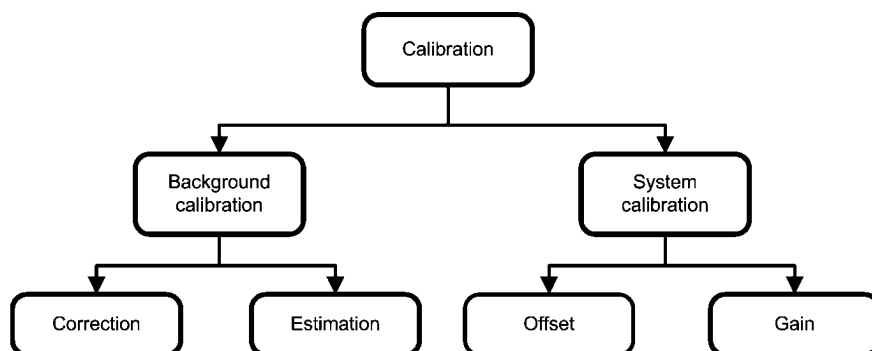 Calibration
Background
calibration
System
calibration
Correction
Estimation
Offset
Gain